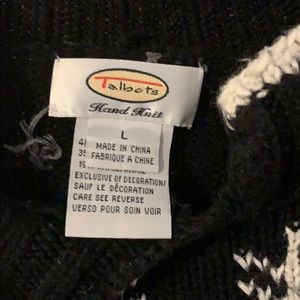 Talbots
Hand Knit
L
MADE IN CHINA
FABRIQUE A CHINE
EXCLUSIVE OF DECORATION/
SAUF LE DÉCORATION
CARE SEE REVERSE
VERSO POUR SOIN VOIR